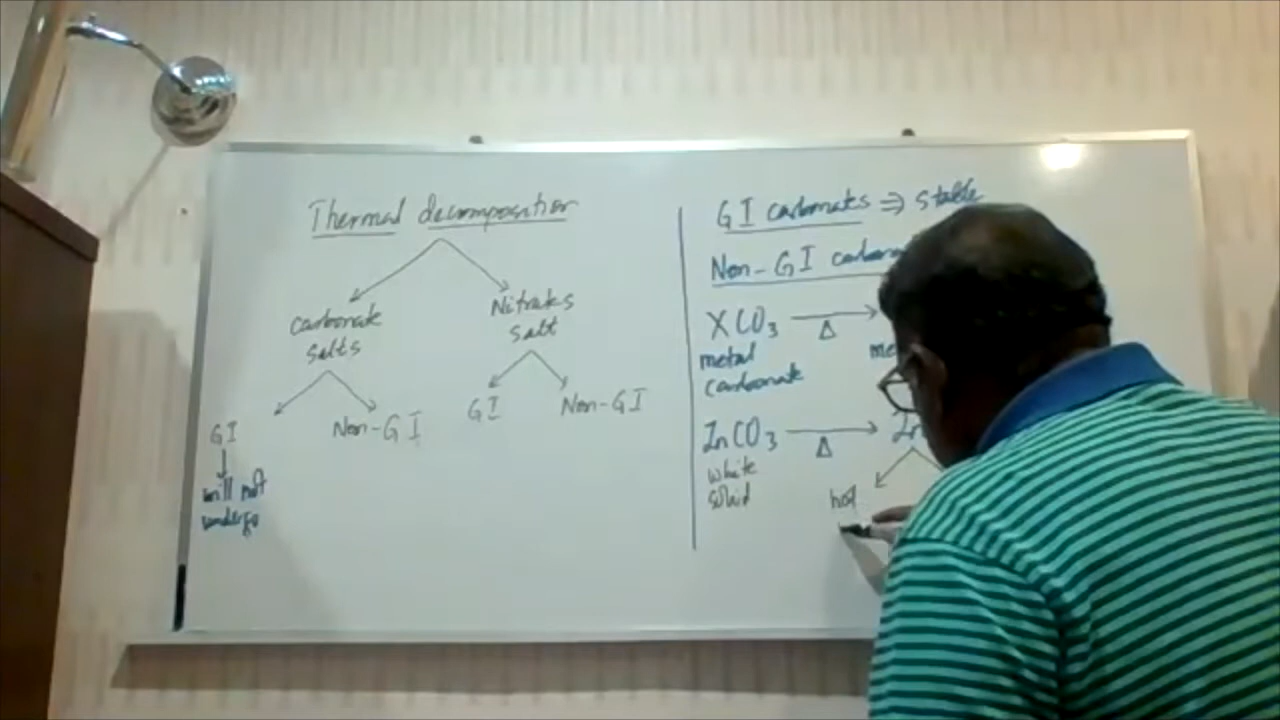 Thermal decomposition
Carbonate
salts
Nitrates
salt
GI
Non-GI
GI
Non-GI
will not
undergo
GI carbonates ⇒ stable
Non-GI
XCO₃ → Δ
metal
carbonate
ZnCO₃ → Δ
white
solid
hot